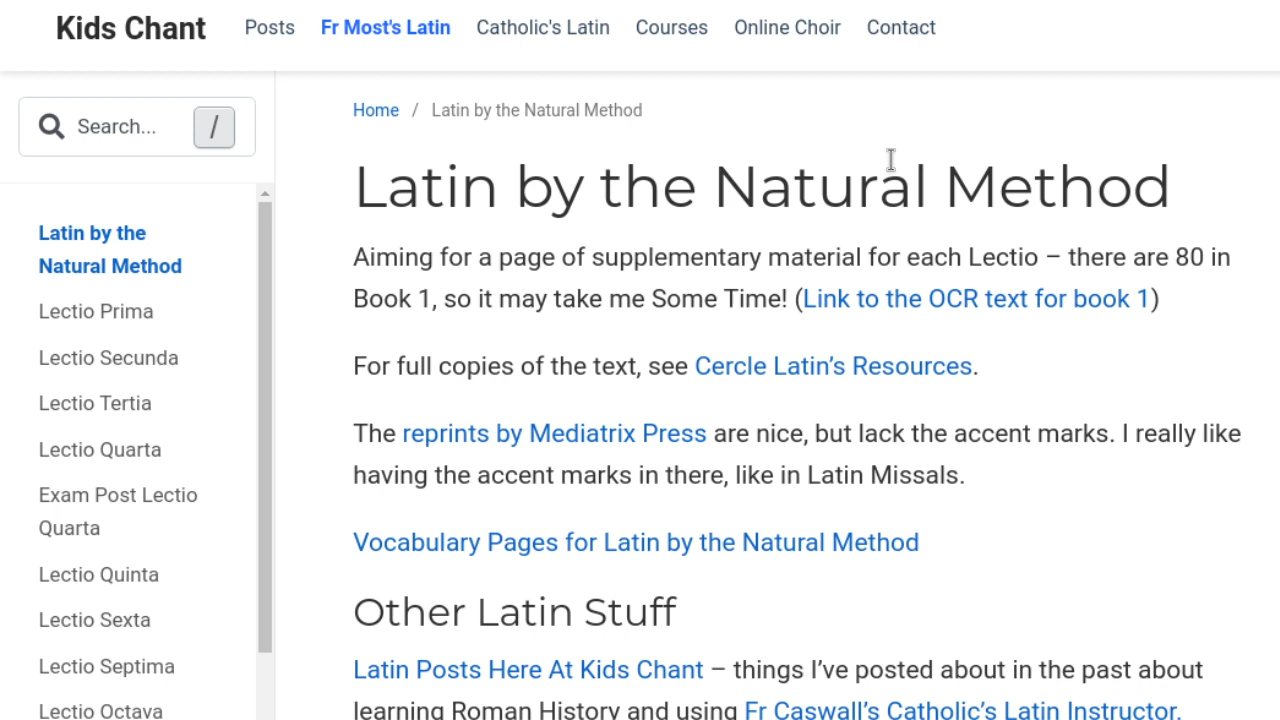 Kids Chant Posts Fr Most's Latin Catholic's Latin Courses Online Choir Contact
Search... /
Latin by the
Natural Method
Lectio Prima
Lectio Secunda
Lectio Tertia
Lectio Quarta
Exam Post Lectio
Quarta
Lectio Quinta
Lectio Sexta
Lectio Septima
Lectio Octava
Home / Latin by the Natural Method
Latin by the Natural Method
Aiming for a page of supplementary material for each Lectio – there are 80 in
Book 1, so it may take me Some Time! (Link to the OCR text for book 1)
For full copies of the text, see Cercle Latin’s Resources.
The reprints by Mediatrix Press are nice, but lack the accent marks. I really like
having the accent marks in there, like in Latin Missals.
Vocabulary Pages for Latin by the Natural Method
Other Latin Stuff
Latin Posts Here At Kids Chant – things I’ve posted about in the past about
learning Roman History and using Fr Caswall’s Catholic’s Latin Instructor.